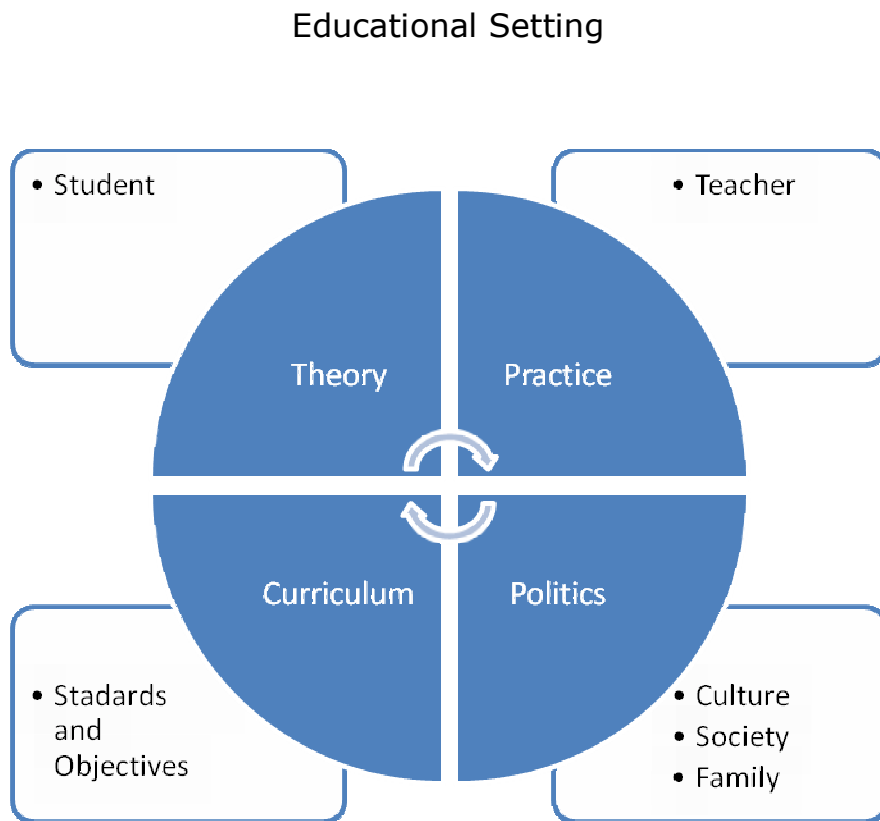 Educational Setting
• Student
• Teacher
Theory
Practice
Curriculum
Politics
• Stadards
and
Objectives
• Culture
• Society
• Family